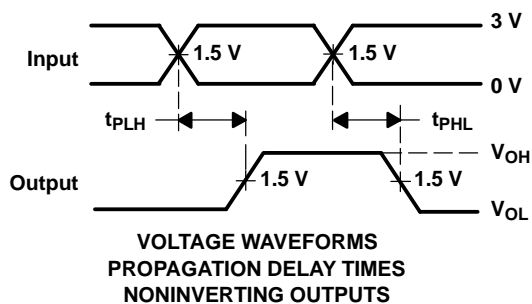 3 V
Input
1.5 V
1.5 V
0 V
tPLH
tPHL
VOH
Output
1.5 V
1.5 V
VOL
VOLTAGE WAVEFORMS
PROPAGATION DELAY TIMES
NONINVERTING OUTPUTS